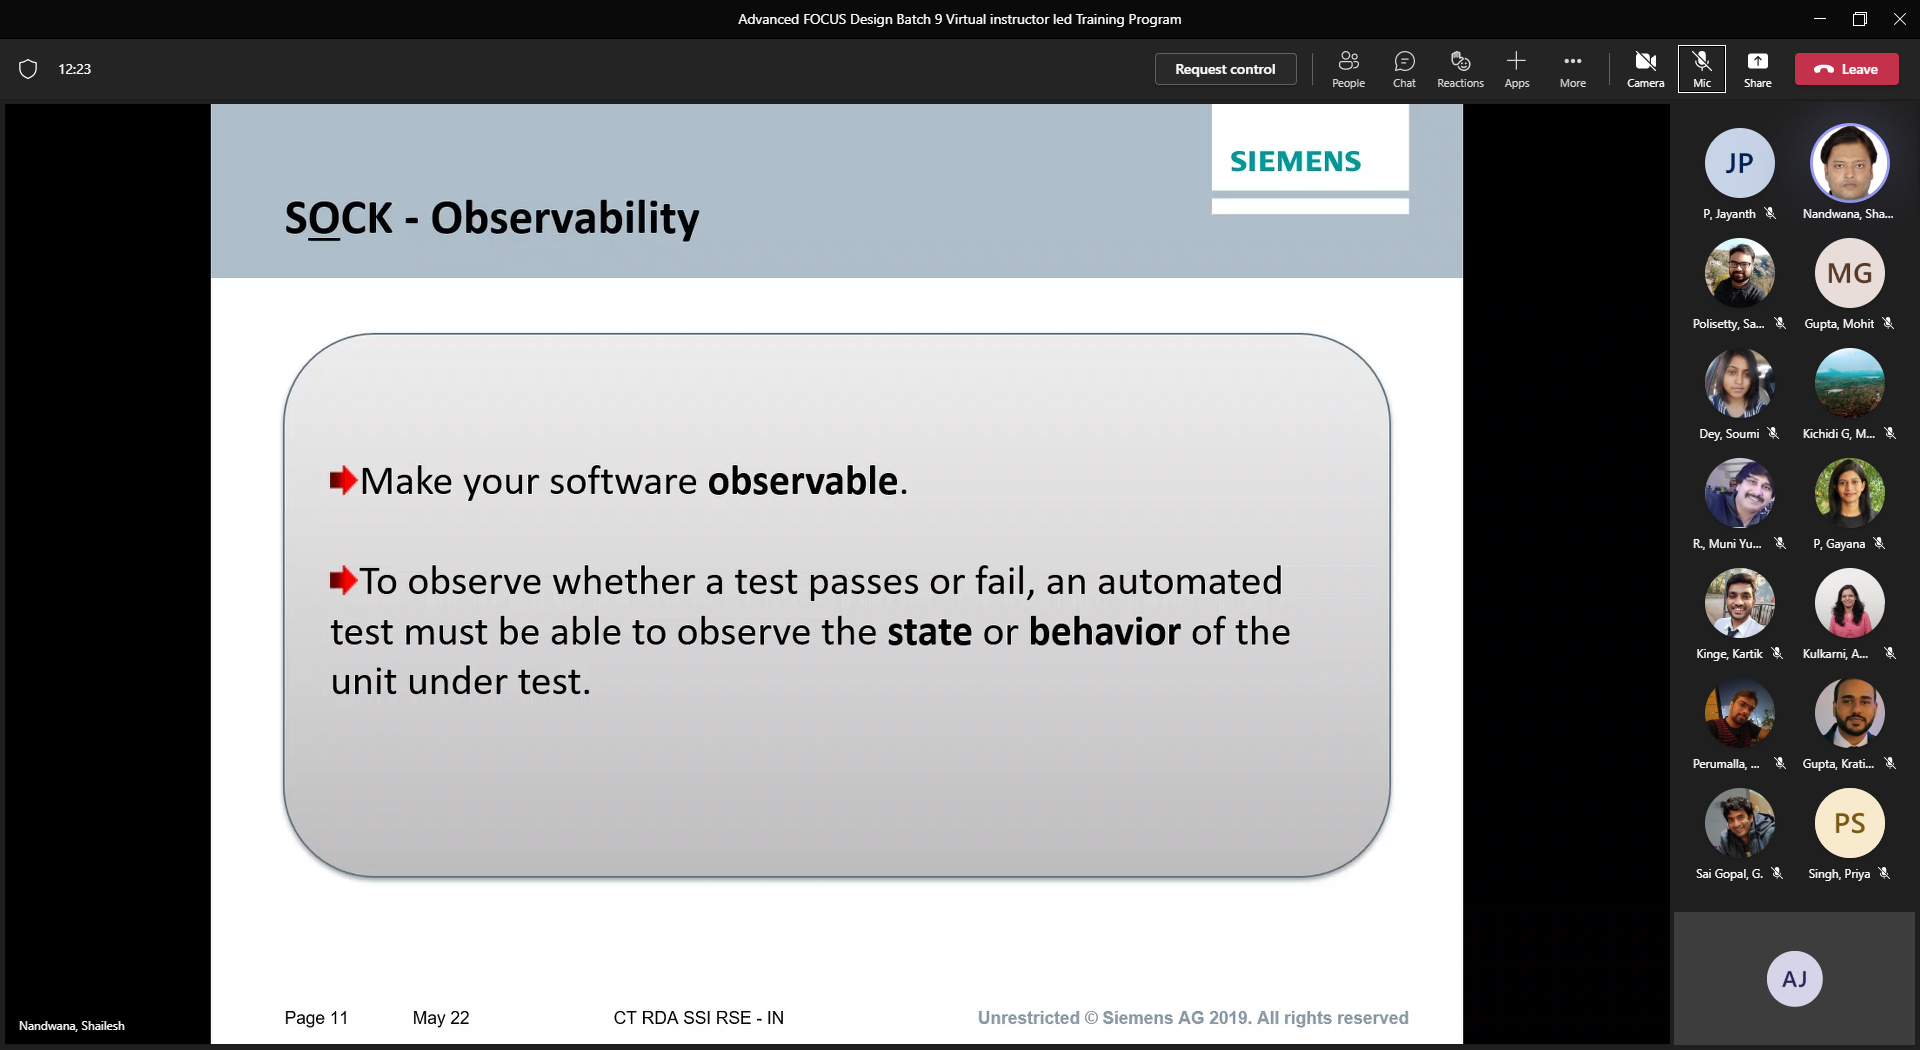 Advanced FOCUS Design Batch 9 Virtual instructor led Training Program
12:23
Request control
People
Chat
Reactions
Apps
More
Camera
Mic
Share
Leave
SIEMENS
SOCK - Observability
Make your software observable.
To observe whether a test passes or fail, an automated
test must be able to observe the state or behavior of the
unit under test.
Page 11
May 22
CT RDA SSI RSE - IN
Unrestricted © Siemens AG 2019. All rights reserved
Nandwana, Shailesh
JP
P, Jayanth
Nandwana, Sha...
Polisetty, Sa...
MG
Gupta, Mohit
Dey, Soumi
Kichidi G, M...
R., Muni Yu...
P, Gayana
Kinge, Kartik
Kulkarni, A...
Perumalla, ...
Gupta, Krati...
Sai Gopal, G.
PS
Singh, Priya
AJ